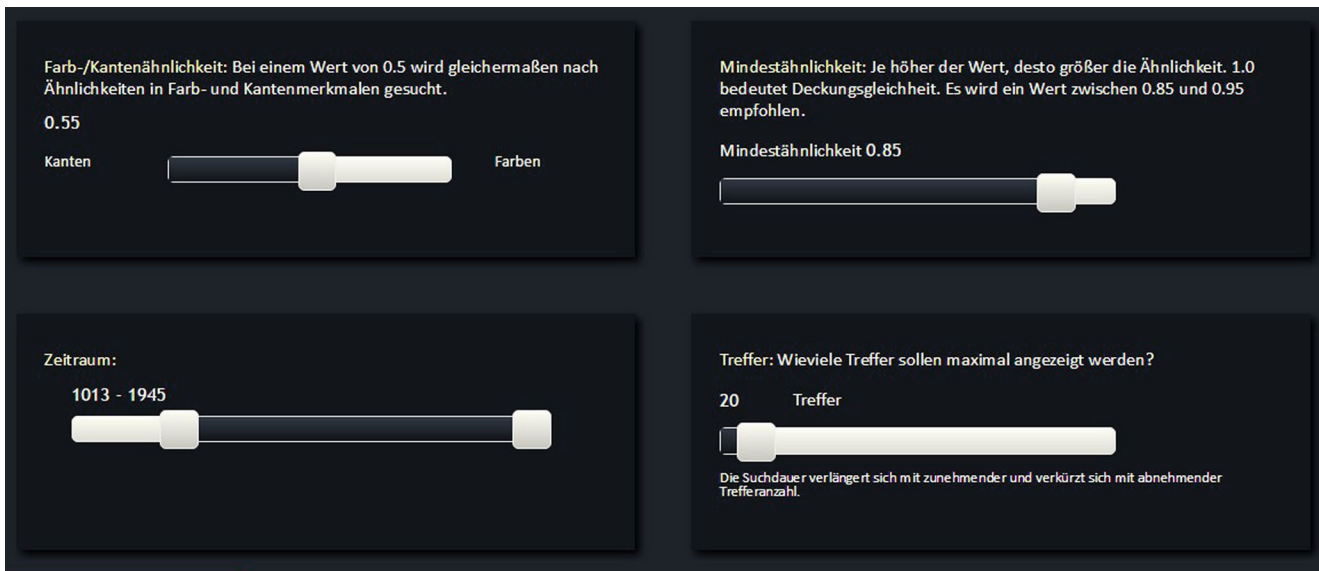 Farb-/Kantenähnlichkeit: Bei einem Wert von 0.5 wird gleichermaßen nach
Ähnlichkeiten in Farb- und Kantenmerkmalen gesucht.
0.55
Kanten
Farben
Mindestähnlichkeit: Je höher der Wert, desto größer die Ähnlichkeit. 1.0
bedeutet Deckungsgleichheit. Es wird ein Wert zwischen 0.85 und 0.95
empfohlen.
Mindestähnlichkeit 0.85
Zeitraum:
1013 - 1945
Treffer: Wieviele Treffer sollen maximal angezeigt werden?
20 Treffer
Die Suchdauer verlängert sich mit zunehmender und verkürzt sich mit abnehmender
Trefferanzahl.